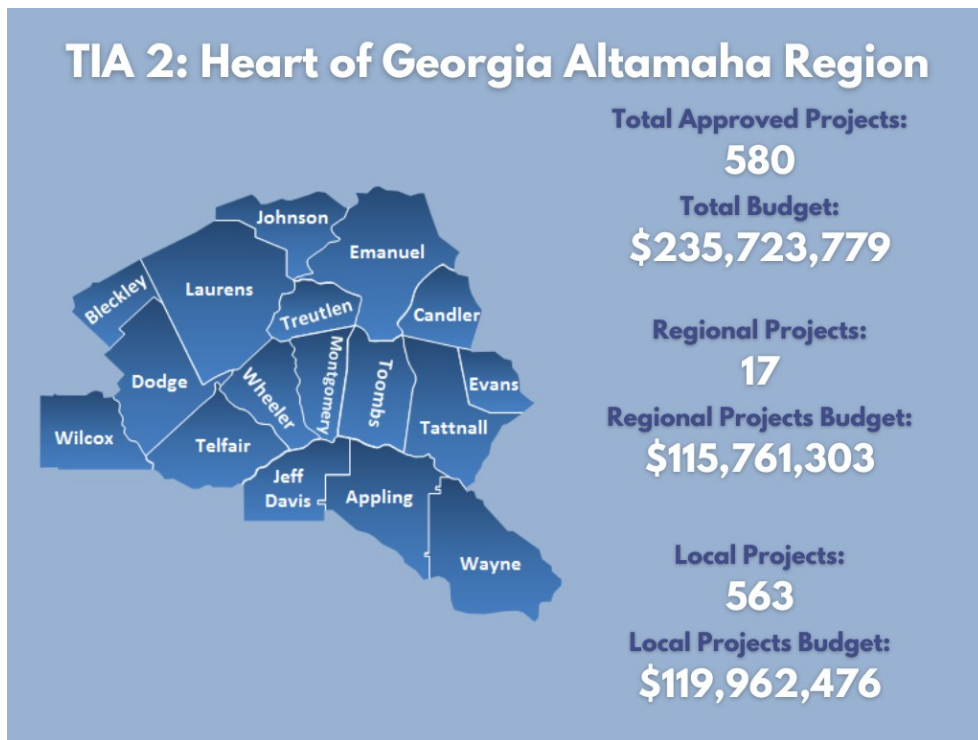 TIA 2: Heart of Georgia Altamaha Region
Total Approved Projects:
580
Total Budget:
$235,723,779
Regional Projects:
17
Regional Projects Budget:
$115,761,303
Local Projects:
563
Local Projects Budget:
$119,962,476
Johnson
Emanuel
Laurens
Bleckley
Treutlen
Candler
Dodge
Wheeler
Montgomery
Toombs
Evans
Tattnall
Wilcox
Telfair
Jeff
Davis
Appling
Wayne